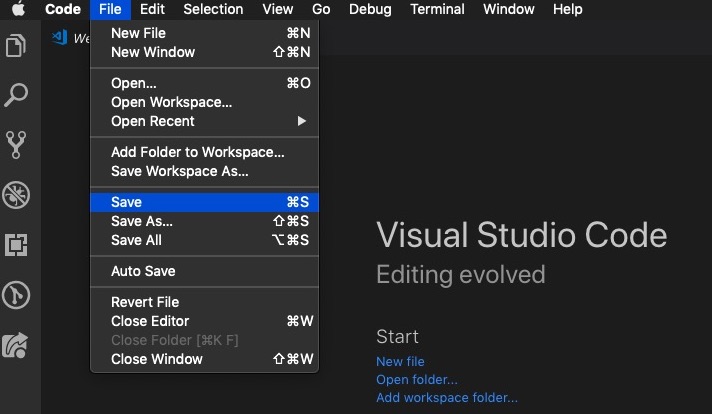 Code File Edit Selection View Go Debug Terminal Window Help
New File ⌘N
New Window ⇧⌘N
Open... ⌘O
Open Workspace...
Open Recent ▶
Add Folder to Workspace...
Save Workspace As...
Save ⌘S
Save As... ⇧⌘S
Save All ⌥⌘S
Auto Save
Revert File
Close Editor ⌘W
Close Folder [⌘K F]
Close Window ⇧⌘W
Visual Studio Code
Editing evolved
Start
New file
Open folder...
Add workspace folder...